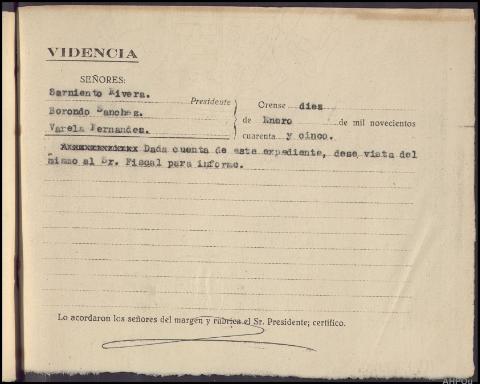 VIDENCIA
SEÑORES:
Sarmiento Rivera.
Presidente
Borondo Sanchez.
Varela Fernandez.
Orense diez
de Enero de mil novecientos
cuarenta y cinco.
Dada cuenta de este expediente, dese vista del
mismo al Sr. Fiscal para informe.
Lo acordaron los señores del margen y rubrica el Sr. Presidente; certifico.
AHPOu